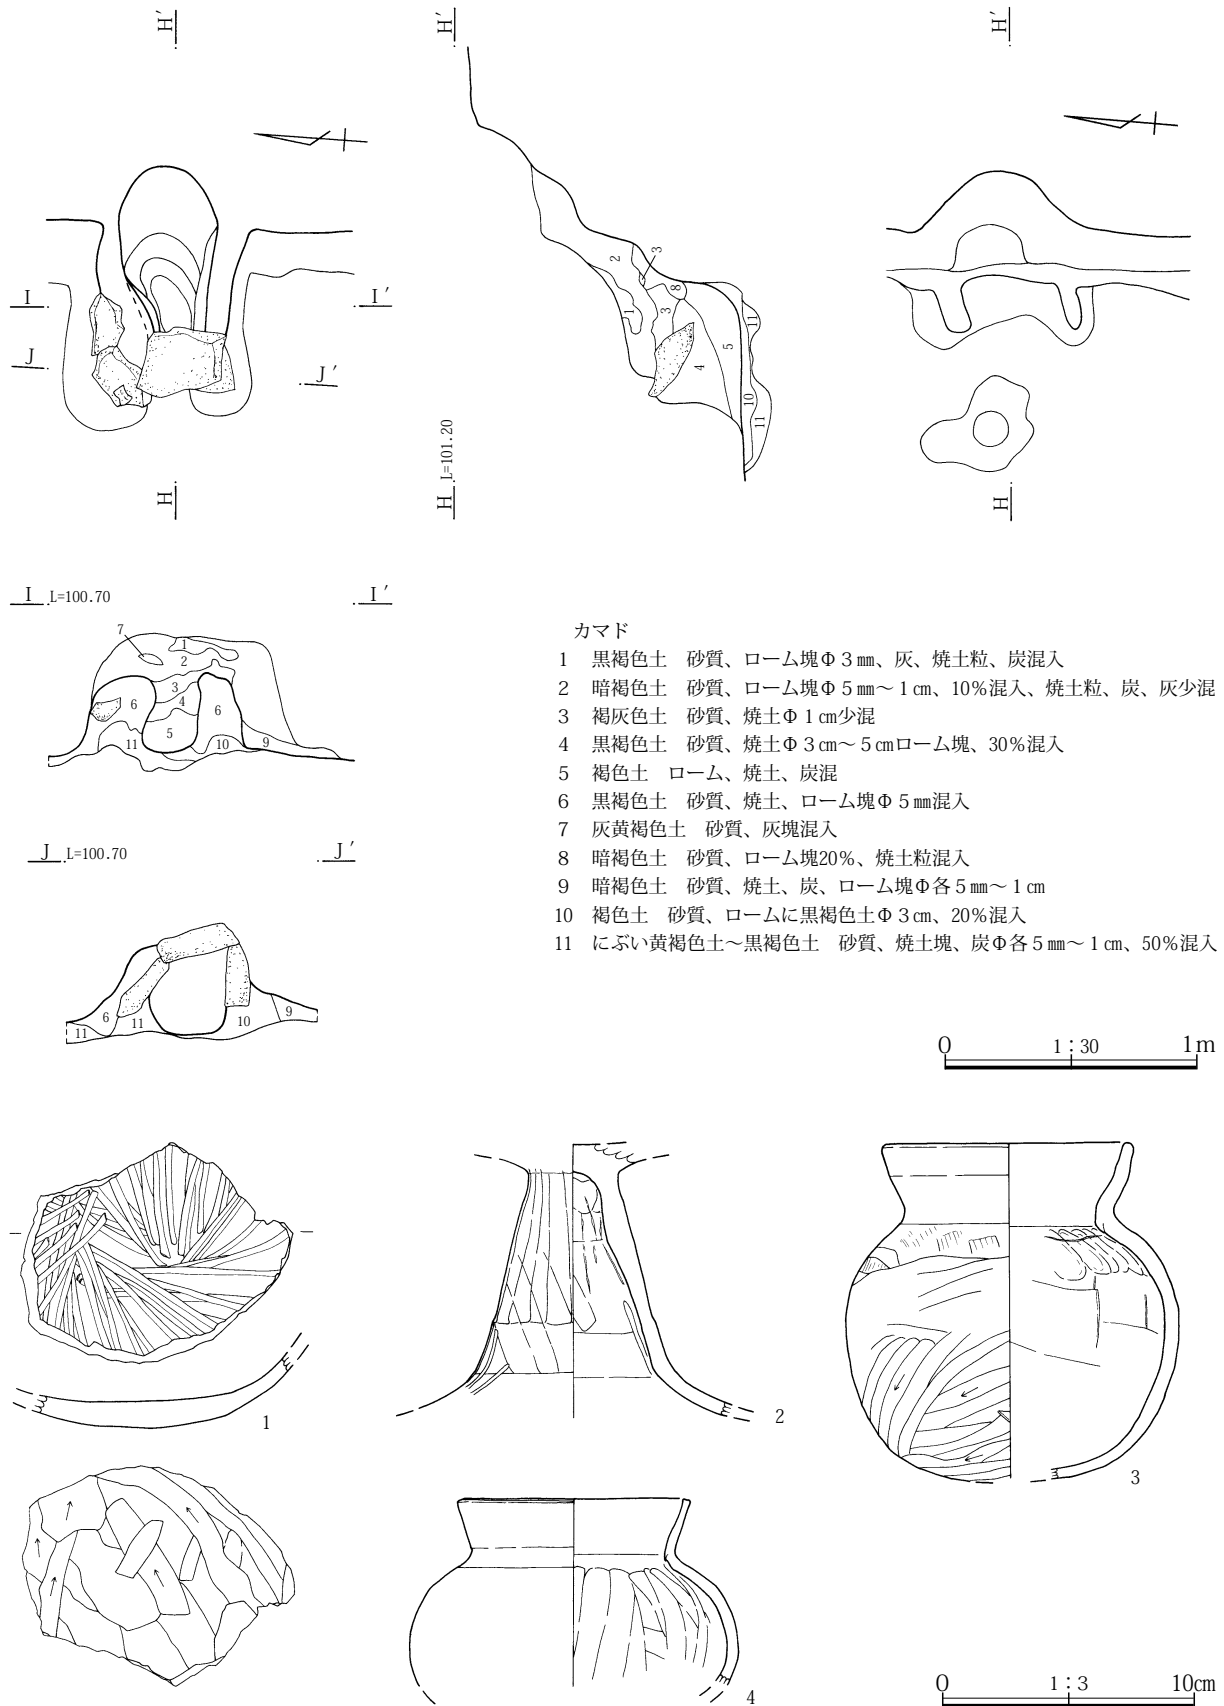 H′
H′
H′
I
I′
J
J′
2
3
8
1
3
11
5
4
10
11
H L=101.20
H
H
I L=100.70
I′
7
1
2
3
6
4
6
5
11
10
9
J L=100.70
J′
6
11
11
10
9
カマド
1 黒褐色土 砂質、ローム塊Φ3㎜、灰、焼土粒、炭混入
2 暗褐色土 砂質、ローム塊Φ5㎜～1㎝、10％混入、焼土粒、炭、灰少混
3 褐灰色土 砂質、焼土Φ1㎝少混
4 黒褐色土 砂質、焼土Φ3㎝～5㎝ローム塊、30％混入
5 褐色土 ローム、焼土、炭混
6 黒褐色土 砂質、焼土、ローム塊Φ5㎜混入
7 灰黄褐色土 砂質、灰塊混入
8 暗褐色土 砂質、ローム塊20％、焼土粒混入
9 暗褐色土 砂質、焼土、炭、ローム塊Φ各5㎜～1㎝
10 褐色土 砂質、ロームに黒褐色土Φ3㎝、20％混入
11 にぶい黄褐色土～黒褐色土 砂質、焼土塊、炭Φ各5㎜～1㎝、50％混入
0 1：30 1m
1
2
3
4
0 1：3 10㎝